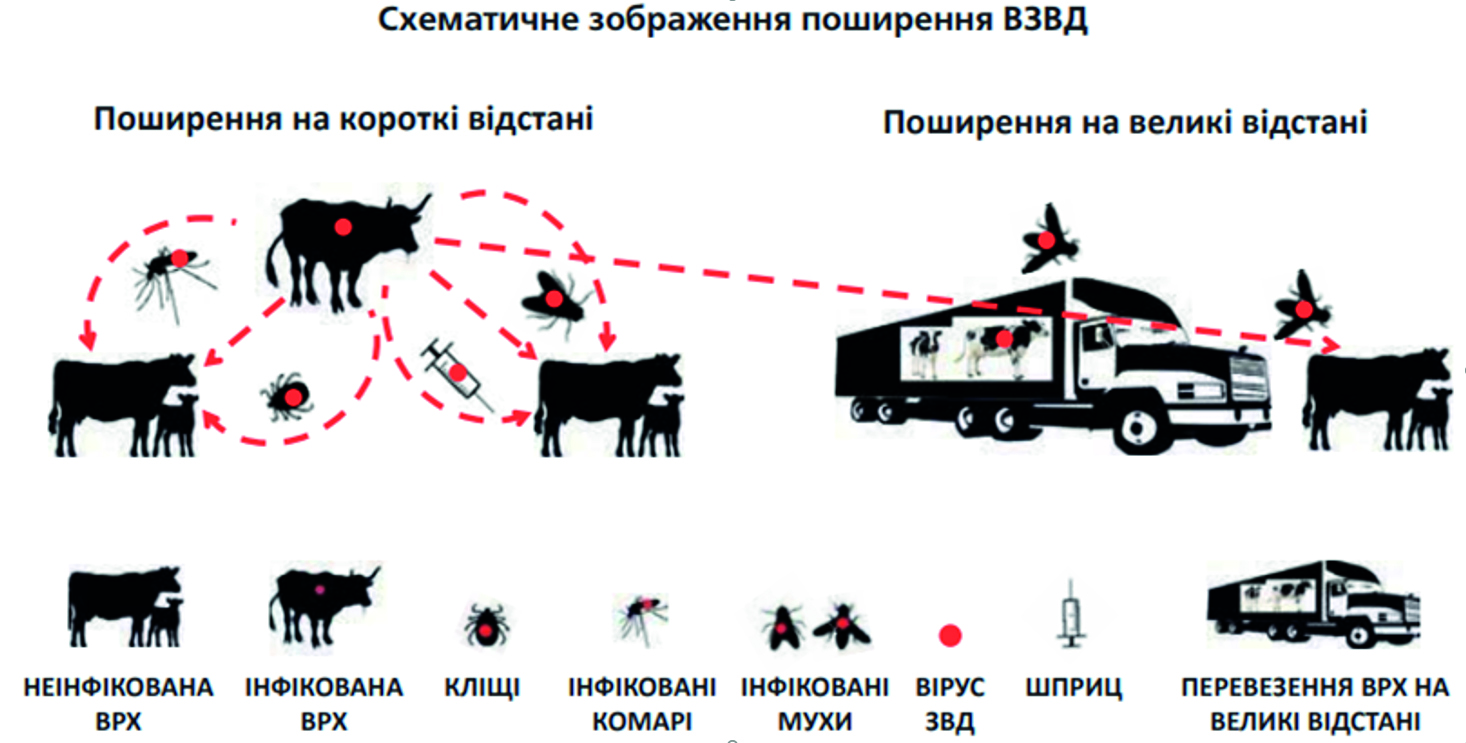 Схематичне зображення поширення ВЗВД
Поширення на короткі відстані
Поширення на великі відстані
НЕІНФІКОВАНА
ВРХ
ІНФІКОВАНА
ВРХ
КЛІЩІ
ІНФІКОВАНІ
КОМАРІ
ІНФІКОВАНІ
МУХИ
ВІРУС
ЗВД
ШПРИЦ
ПЕРЕВЕЗЕННЯ ВРХ НА
ВЕЛИКІ ВІДСТАНІ